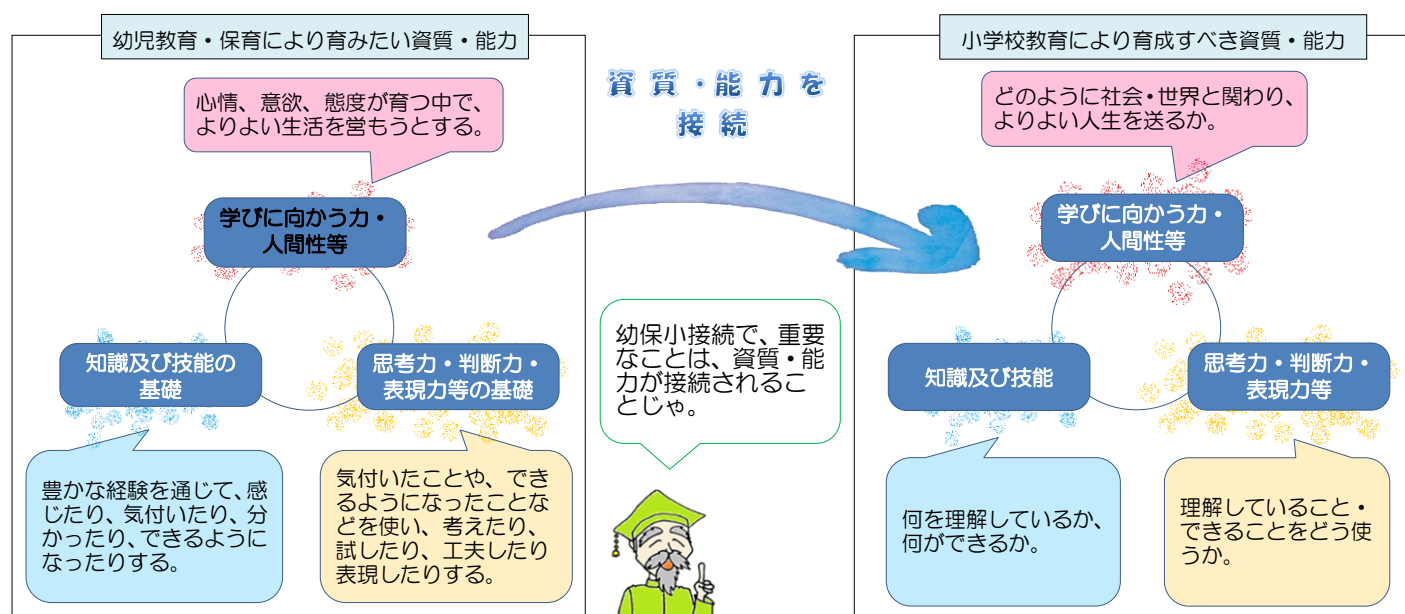 幼児教育・保育により育みたい資質・能力
心情、意欲、態度が育つ中で、
よりよい生活を営もうとする。
学びに向かう力・
人間性等
知識及び技能の
基礎
思考力・判断力・
表現力等の基礎
豊かな経験を通じて、感
じたり、気付いたり、分
かったり、できるように
なったりする。
気付いたことや、でき
るようになったことな
どを使い、考えたり、
試したり、工夫したり
表現したりする。
資質・能力を
接続
幼保小接続で、重要
なことは、資質・能
力が接続されるこ
とじゃ。
小学校教育により育成すべき資質・能力
どのように社会・世界と関わり、
よりよい人生を送るか。
学びに向かう力・
人間性等
知識及び技能
思考力・判断力・
表現力等
何を理解しているか、
何ができるか。
理解していること・
できることをどう使
うか。